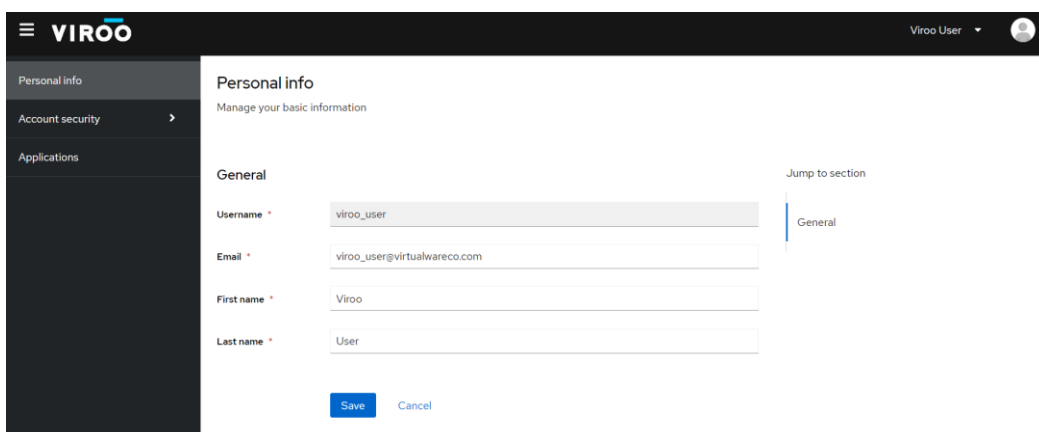 VIROO
Viroo User
Personal info
Account security
Applications
Personal info
Manage your basic information
General
Username *
viroo_user
Email *
viroo_user@virtualwareco.com
First name *
Viroo
Last name *
User
Save
Cancel
Jump to section
General